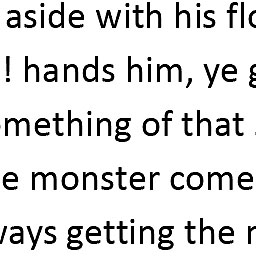 aside with his flo
! hands him, ye g
mething of that
e monster come
ways getting the r